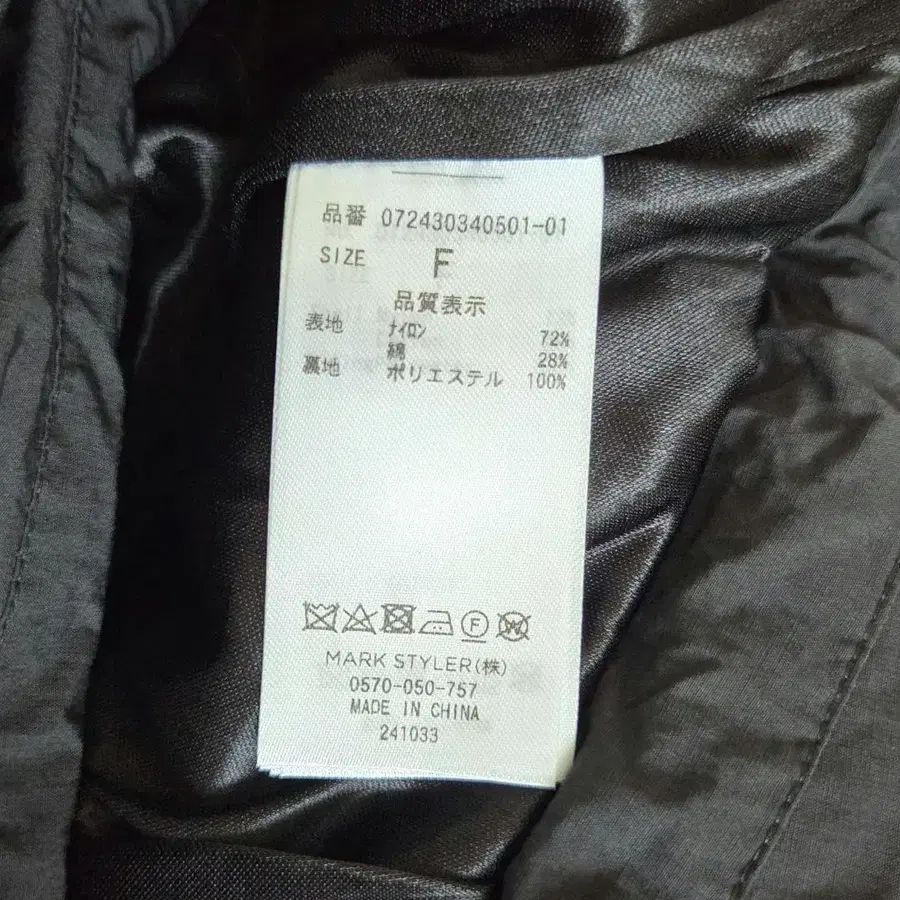 品番 072430340501-01
SIZE F
品質表示
表地 ナイロン 72%
綿 28%
裏地 ポリエステル 100%
F W
MARK STYLER(株)
0570-050-757
MADE IN CHINA
241033